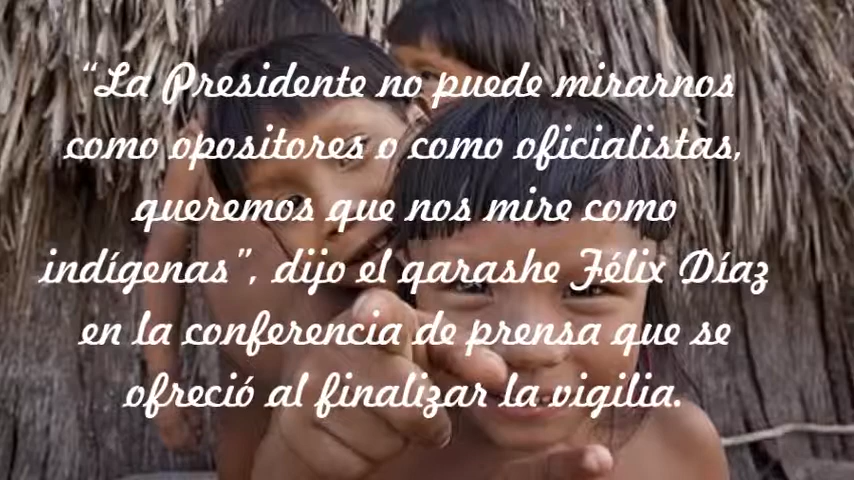 “La Presidente no puede mirarnos
como opositores o como oficialistas,
queremos que nos mire como
indígenas”, dijo el qarashe Félix Díaz
en la conferencia de prensa que se
ofreció al finalizar la vigilia.